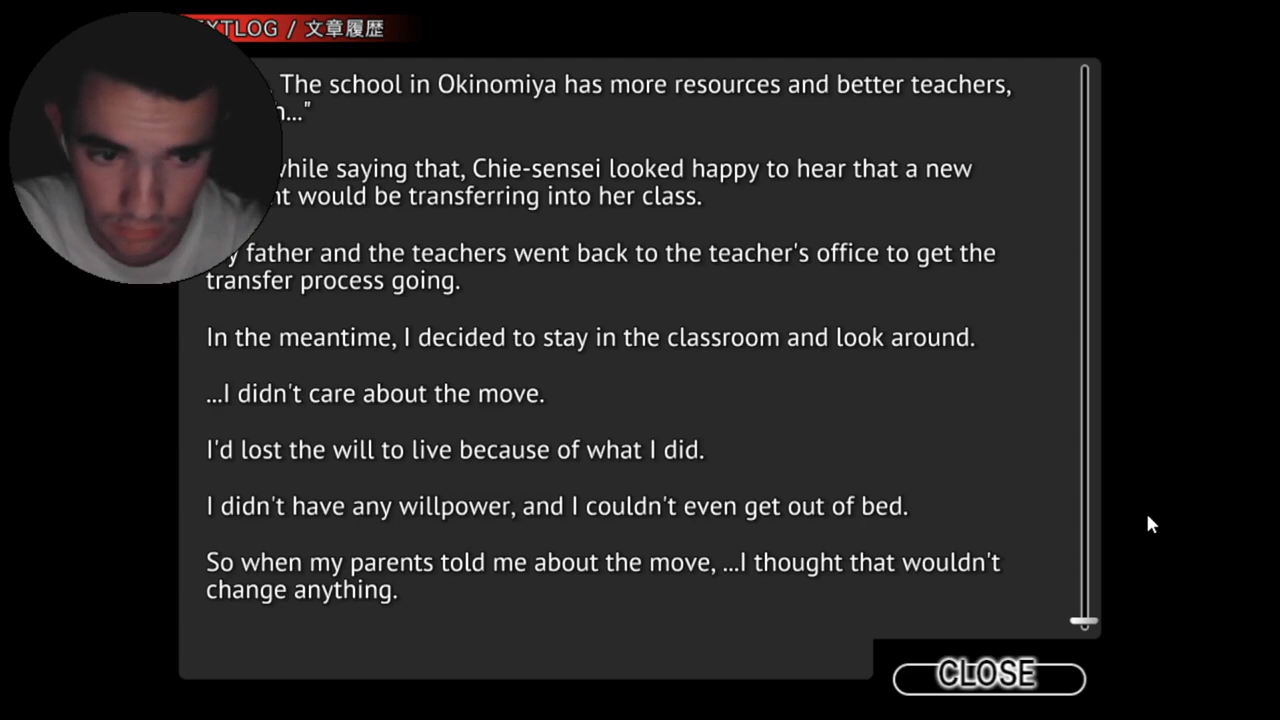 TLOG / 文章履歴
The school in Okinomiya has more resources and better teachers,
..."
while saying that, Chie-sensei looked happy to hear that a new
would be transferring into her class.
father and the teachers went back to the teacher's office to get the
transfer process going.
In the meantime, I decided to stay in the classroom and look around.
...I didn't care about the move.
I'd lost the will to live because of what I did.
I didn't have any willpower, and I couldn't even get out of bed.
So when my parents told me about the move, ...I thought that wouldn't
change anything.
CLOSE